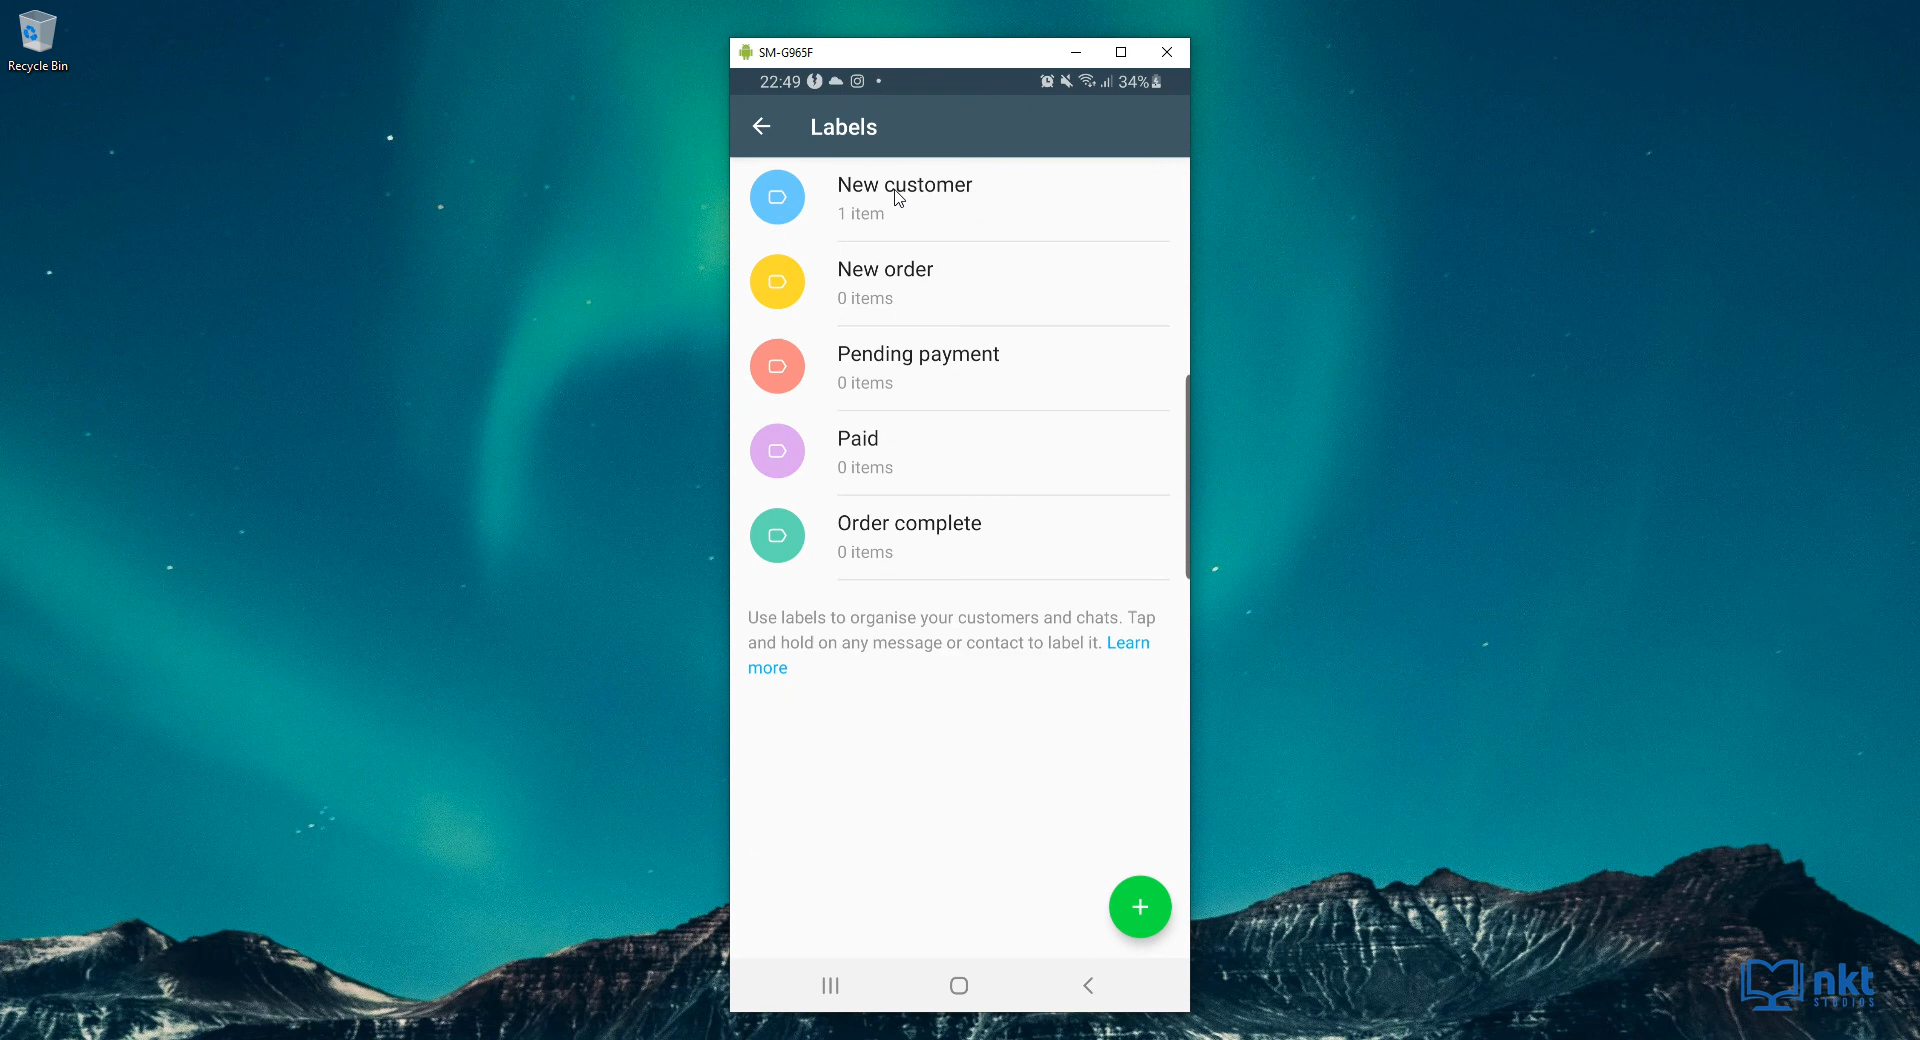 Recycle Bin
SM-G965F
22:49
34%
Labels
New customer
1 item
New order
0 items
Pending payment
0 items
Paid
0 items
Order complete
0 items
Use labels to organise your customers and chats. Tap
and hold on any message or contact to label it. Learn
more
nkt
STUDIOS